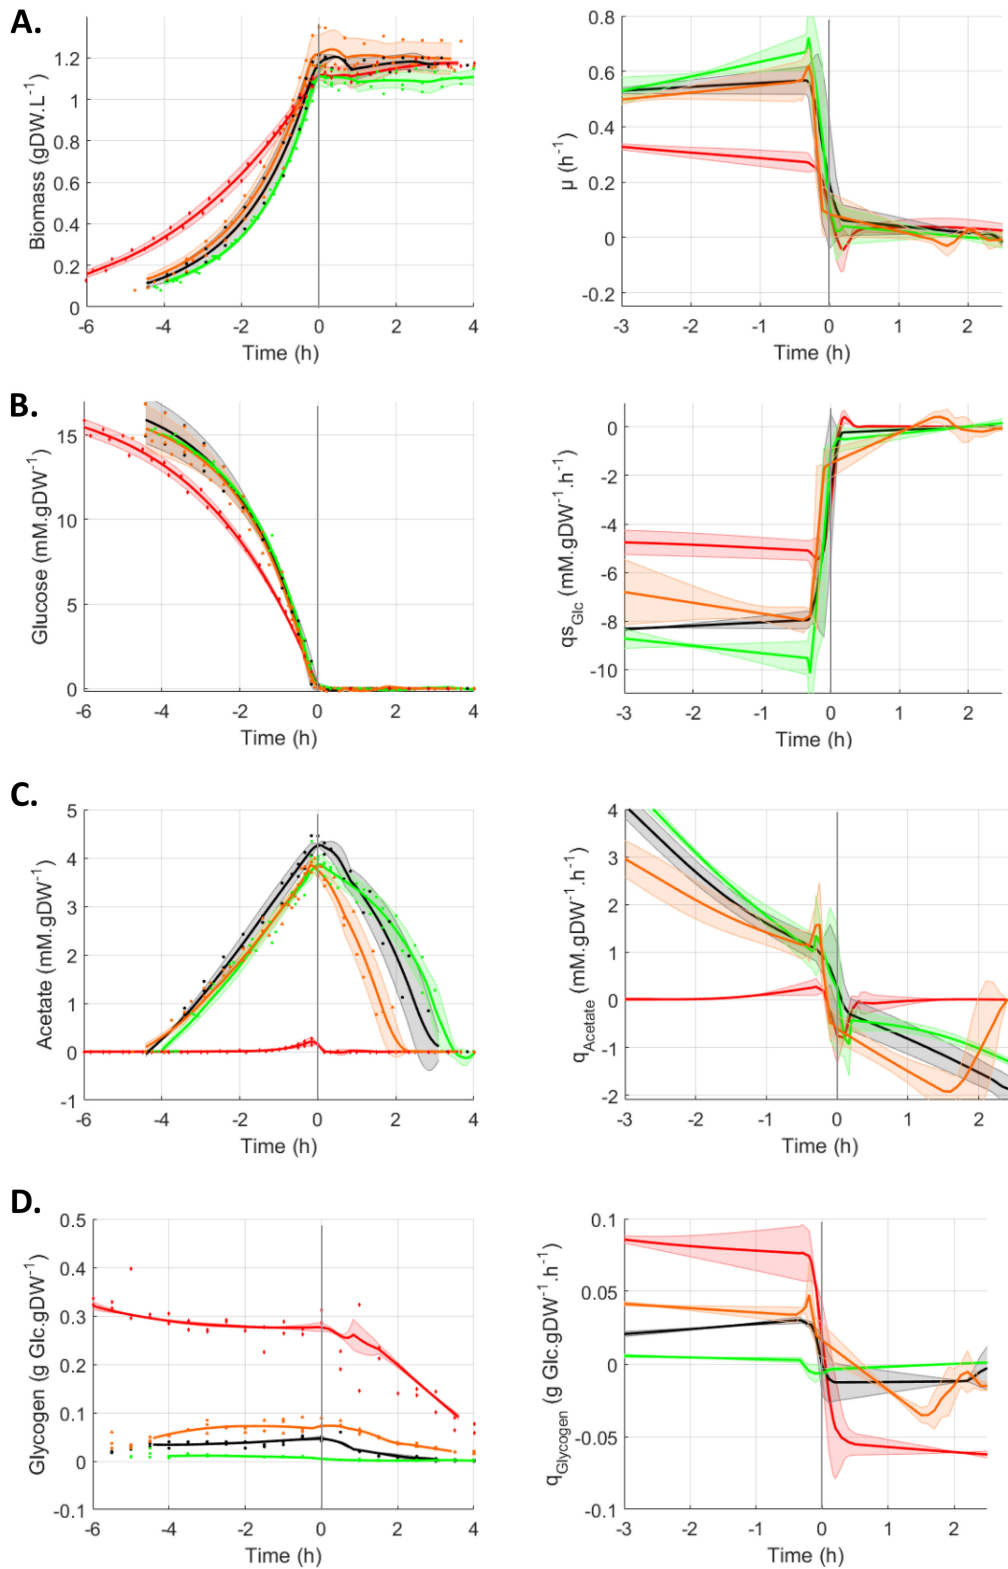 A.
Biomass (gDW.L⁻¹)
1.2
1
0.8
0.6
0.4
0.2
0
-6 -4 -2 0 2 4
Time (h)
μ (h⁻¹)
0.8
0.6
0.4
0.2
0
-0.2
-3 -2 -1 0 1 2
Time (h)
B.
Glucose (mM.gDW⁻¹)
15
10
5
0
-6 -4 -2 0 2 4
Time (h)
qs_Glc (mM.gDW⁻¹.h⁻¹)
0
-2
-4
-6
-8
-10
-3 -2 -1 0 1 2
Time (h)
C.
Acetate (mM.gDW⁻¹)
5
4
3
2
1
0
-1
-6 -4 -2 0 2 4
Time (h)
q_Acetate (mM.gDW⁻¹.h⁻¹)
4
3
2
1
0
-1
-2
-3 -2 -1 0 1 2
Time (h)
D.
Glycogen (g Glc.gDW⁻¹)
0.5
0.4
0.3
0.2
0.1
0
-0.1
-6 -4 -2 0 2 4
Time (h)
q_Glycogen (g Glc.gDW⁻¹.h⁻¹)
0.1
0.05
0
-0.05
-0.1
-3 -2 -1 0 1 2
Time (h)